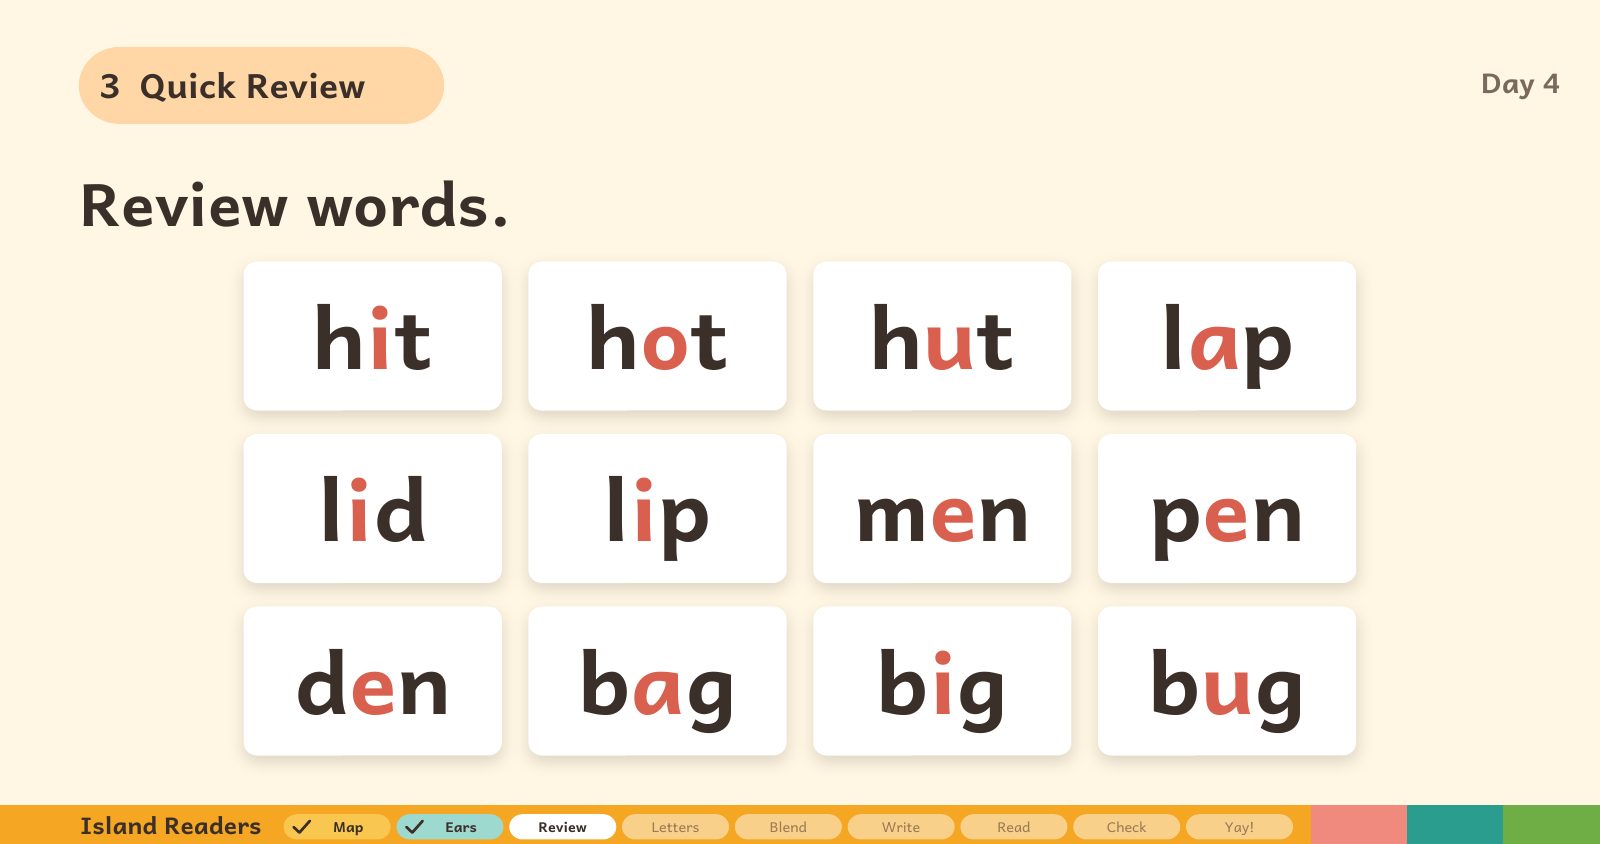 3 Quick Review
Day 4
Review words.
hit hot hut lap
lid lip men pen
den bag big bug
Island Readers Map Ears Review Letters Blend Write Read Check Yay!